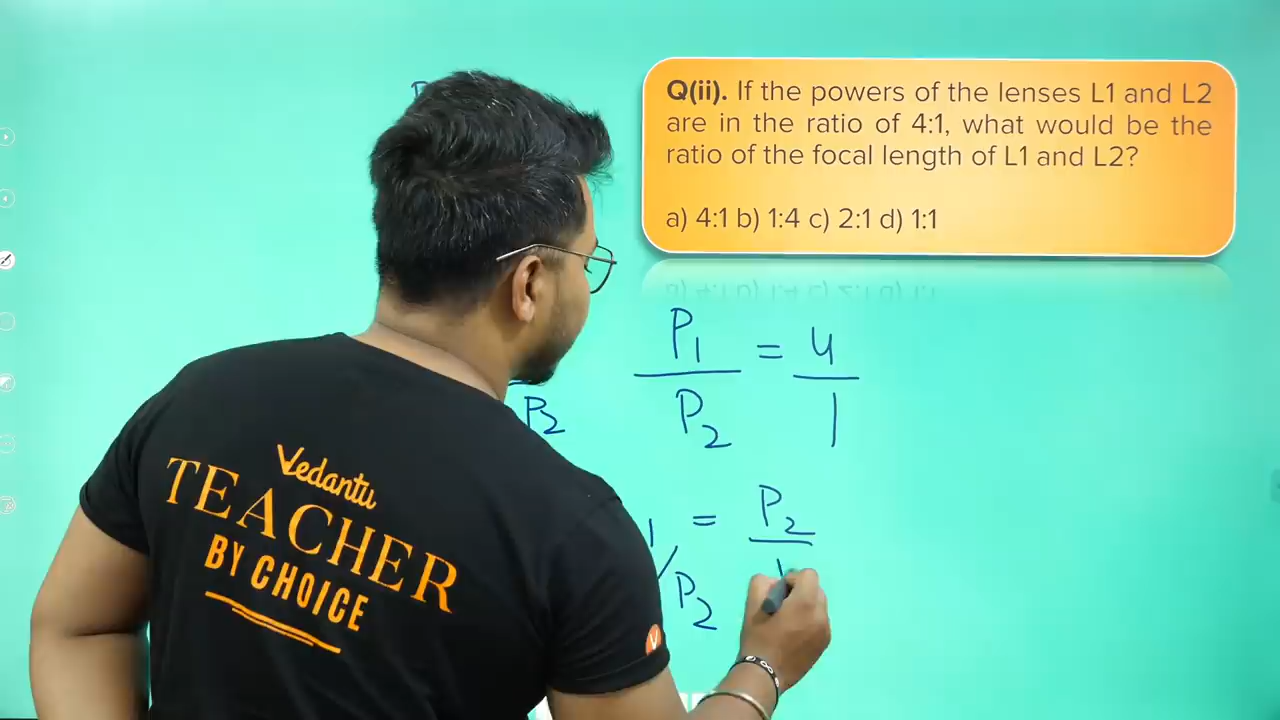 Q(ii). If the powers of the lenses L1 and L2
are in the ratio of 4:1, what would be the
ratio of the focal length of L1 and L2?
a) 4:1 b) 1:4 c) 2:1 d) 1:1
P1 = 4
P2 P2 1
1 = P2
/P2
Vedantu
TEACHER
BY CHOICE